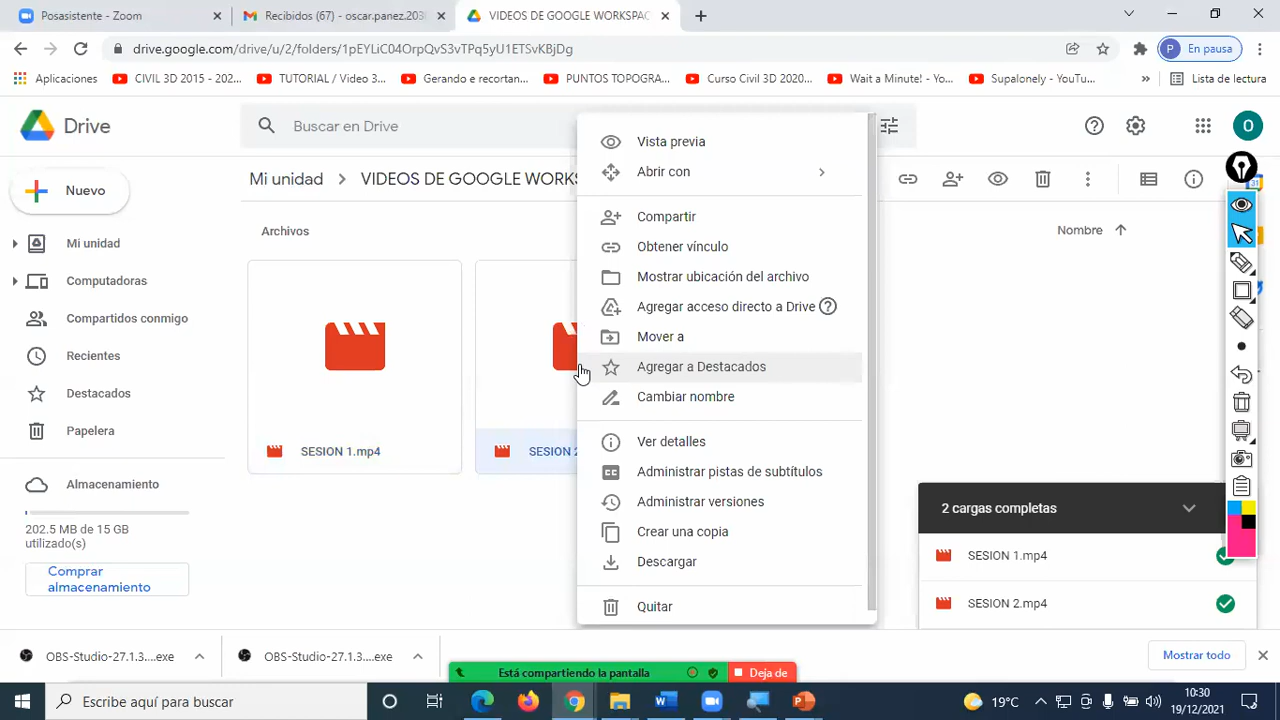 Posasistente - Zoom
Recibidos (67) - oscar.panez.203
VIDEOS DE GOOGLE WORKSPAC
drive.google.com/drive/u/2/folders/1pEYLiC04OrpQvS3vTPq5yU1ETSvKBjDg
En pausa
Aplicaciones
CIVIL 3D 2015 - 202...
TUTORIAL / Video 3...
Gerando e recortan...
PUNTOS TOPOGRA...
Curso Civil 3D 2020...
Wait a Minute! - Yo...
Supalonely - YouTu...
Lista de lectura
Drive
Buscar en Drive
O
Nuevo
Mi unidad
VIDEOS DE GOOGLE WORKS
Mi unidad
Computadoras
Compartidos conmigo
Recientes
Destacados
Papelera
Almacenamiento
202.5 MB de 15 GB
utilizado(s)
Comprar
almacenamiento
Archivos
Nombre
SESION 1.mp4
SESION 2
Vista previa
Abrir con
Compartir
Obtener vínculo
Mostrar ubicación del archivo
Agregar acceso directo a Drive
Mover a
Agregar a Destacados
Cambiar nombre
Ver detalles
Administrar pistas de subtítulos
Administrar versiones
Crear una copia
Descargar
Quitar
2 cargas completas
SESION 1.mp4
SESION 2.mp4
OBS-Studio-27.1.3....exe
OBS-Studio-27.1.3....exe
Mostrar todo
Está compartiendo la pantalla
Deja de
Escribe aquí para buscar
19°C
10:30
19/12/2021